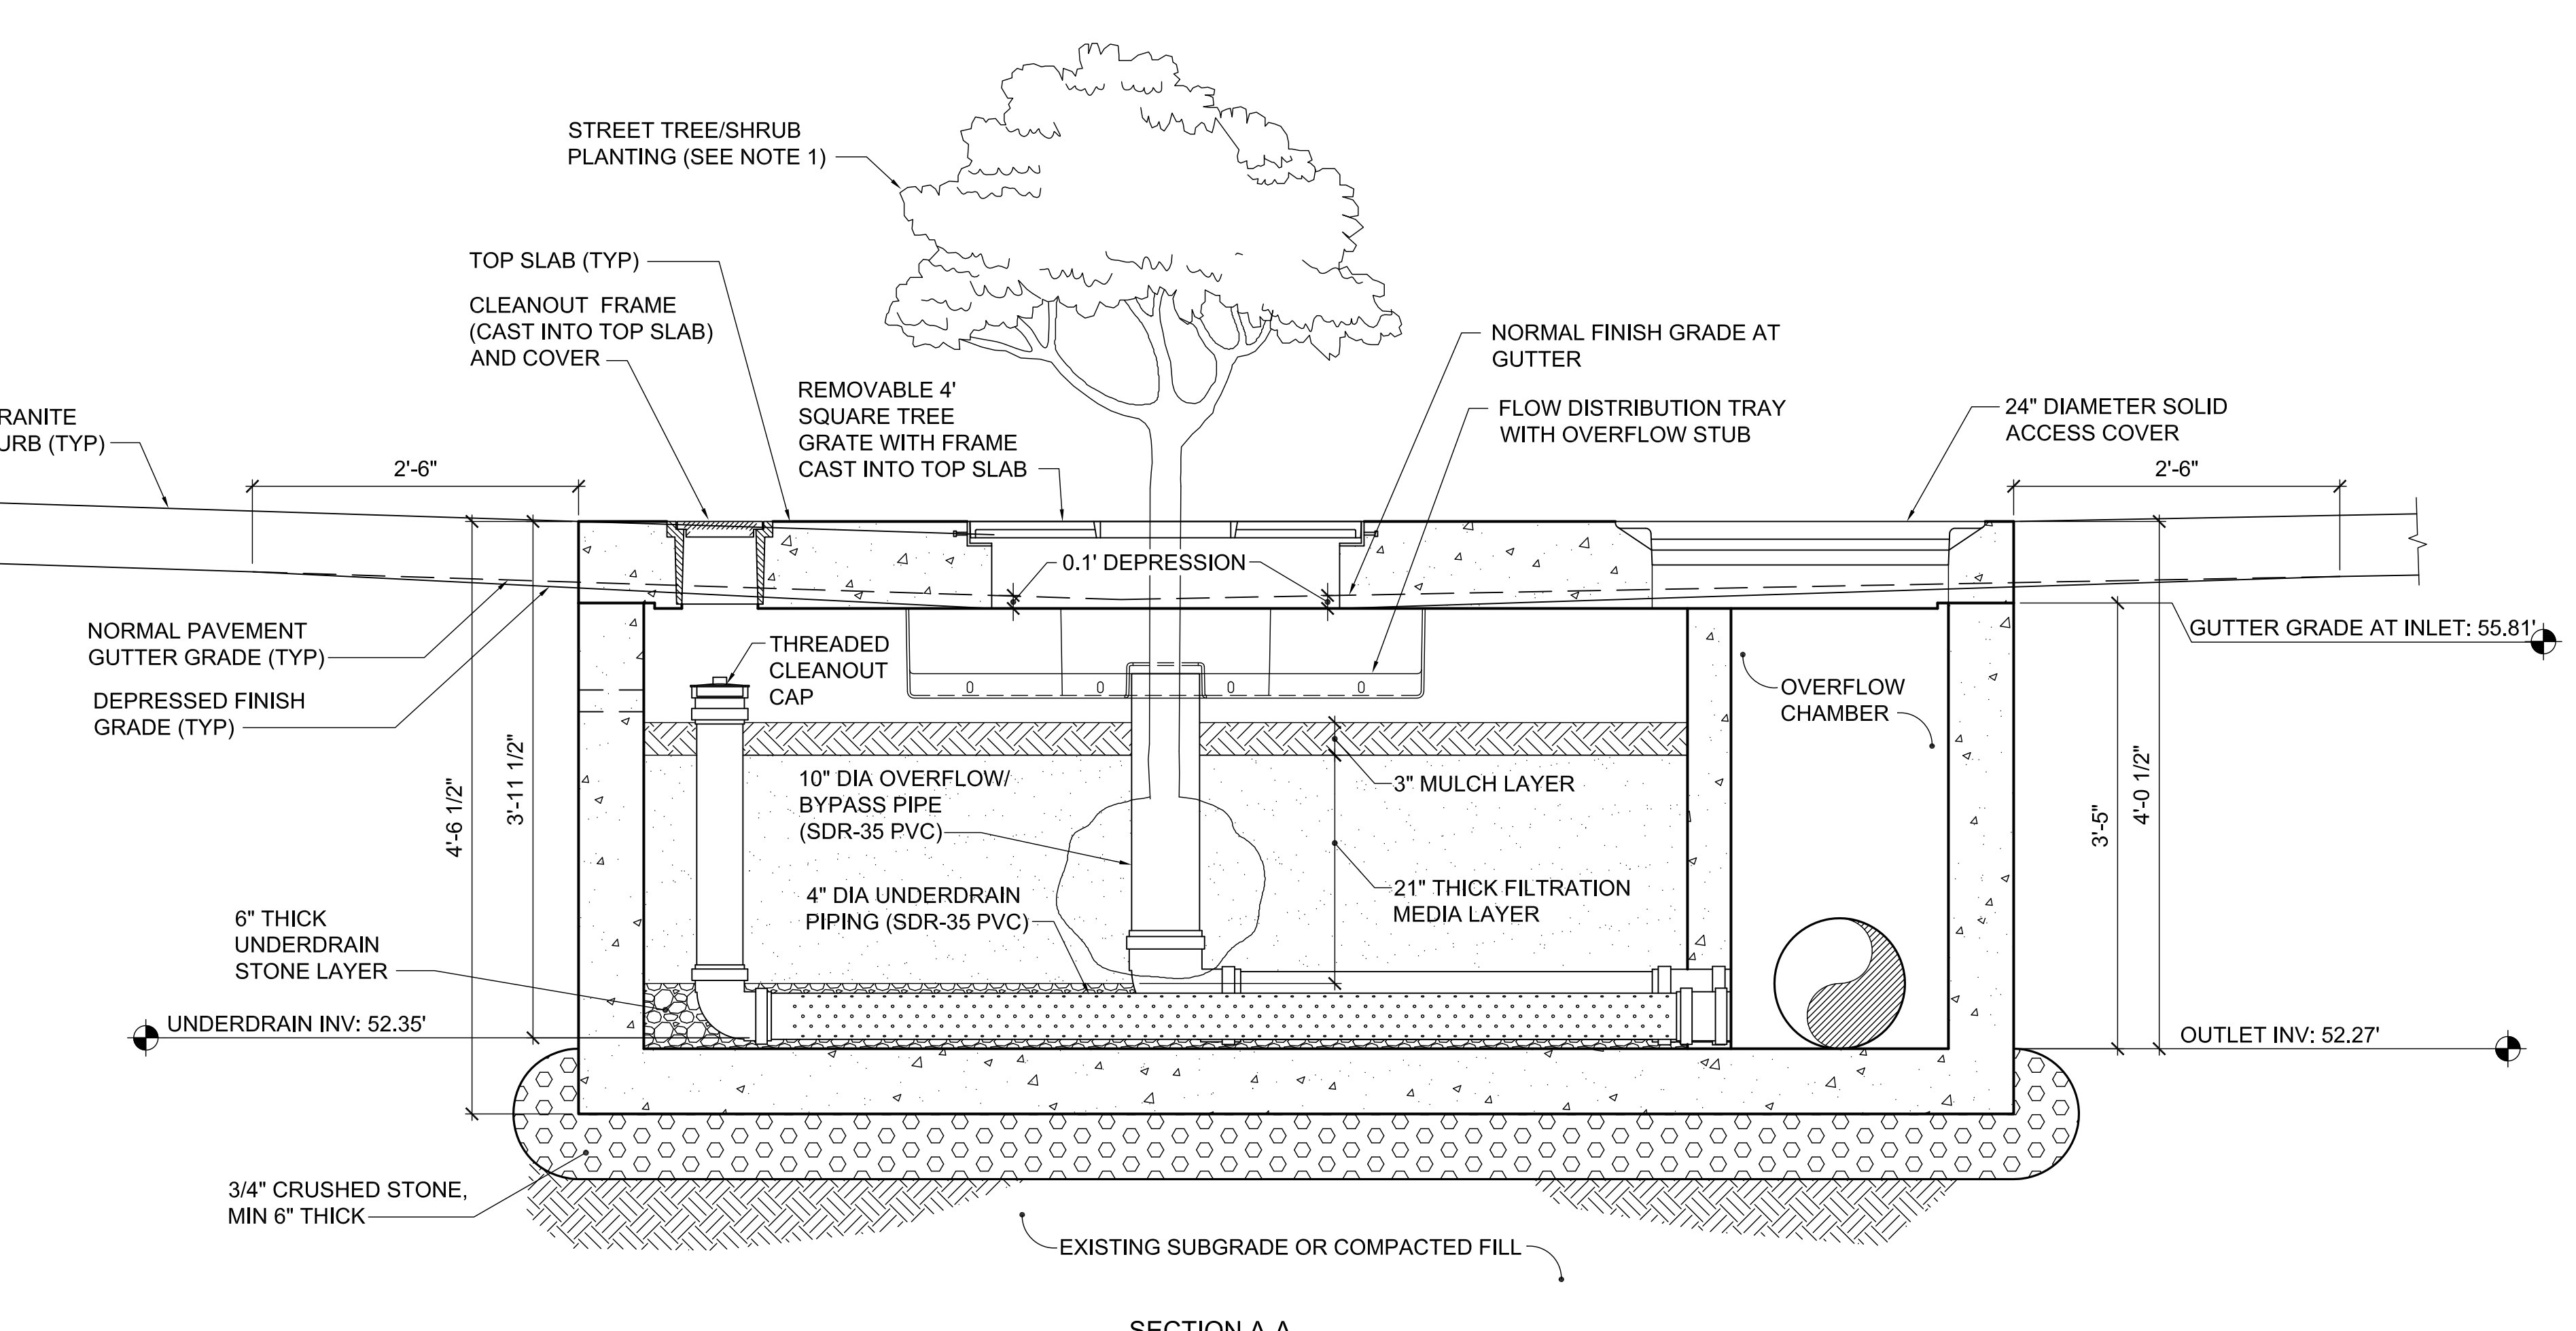 STREET TREE/SHRUB
PLANTING (SEE NOTE 1)
TOP SLAB (TYP)
CLEANOUT FRAME
(CAST INTO TOP SLAB)
AND COVER
REMOVABLE 4'
SQUARE TREE
GRATE WITH FRAME
CAST INTO TOP SLAB
NORMAL FINISH GRADE AT
GUTTER
FLOW DISTRIBUTION TRAY
WITH OVERFLOW STUB
24" DIAMETER SOLID
ACCESS COVER
RANITE
URB (TYP)
2'-6"
2'-6"
0.1' DEPRESSION
NORMAL PAVEMENT
GUTTER GRADE (TYP)
DEPRESSED FINISH
GRADE (TYP)
THREADED
CLEANOUT
CAP
GUTTER GRADE AT INLET: 55.81'
OVERFLOW
CHAMBER
4'-6 1/2"
3'-11 1/2"
10" DIA OVERFLOW/
BYPASS PIPE
(SDR-35 PVC)
3" MULCH LAYER
3'-5"
4'-0 1/2"
4" DIA UNDERDRAIN
PIPING (SDR-35 PVC)
21" THICK FILTRATION
MEDIA LAYER
6" THICK
UNDERDRAIN
STONE LAYER
UNDERDRAIN INV: 52.35'
OUTLET INV: 52.27'
3/4" CRUSHED STONE,
MIN 6" THICK
EXISTING SUBGRADE OR COMPACTED FILL
SECTION A-A